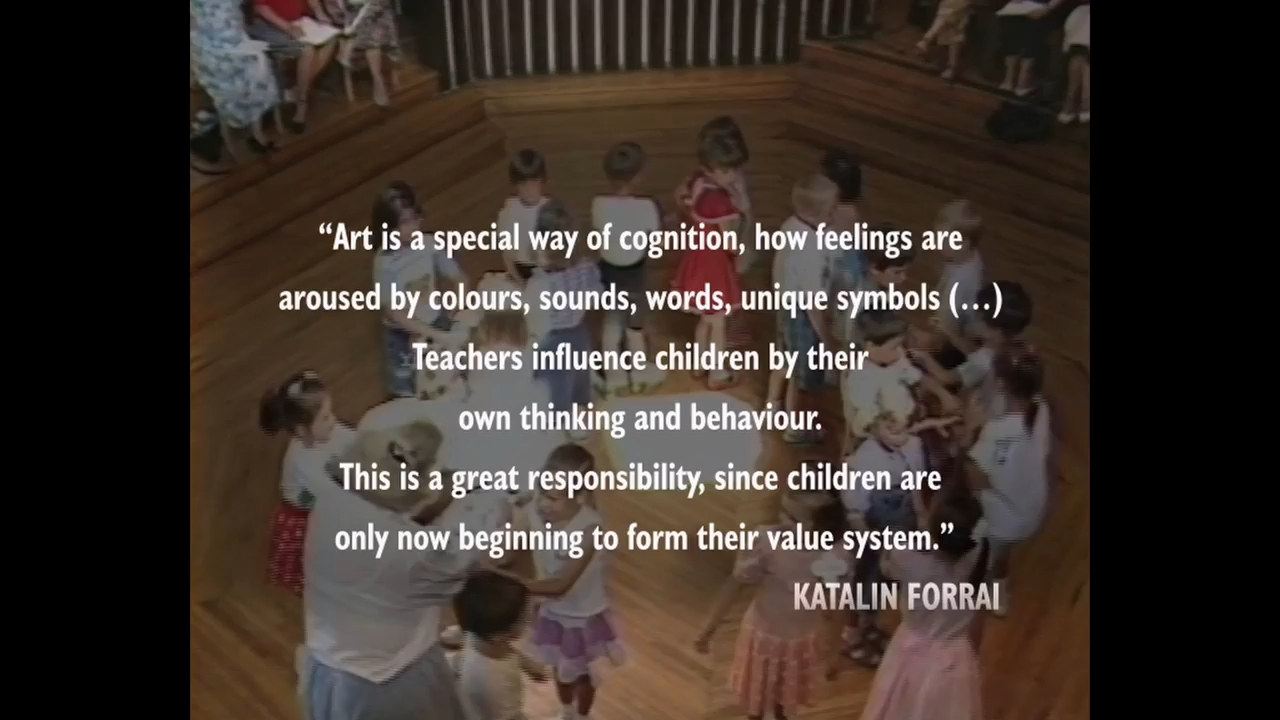 “Art is a special way of cognition, how feelings are
aroused by colours, sounds, words, unique symbols (…)
Teachers influence children by their
own thinking and behaviour.
This is a great responsibility, since children are
only now beginning to form their value system.”
KATALIN FORRAI